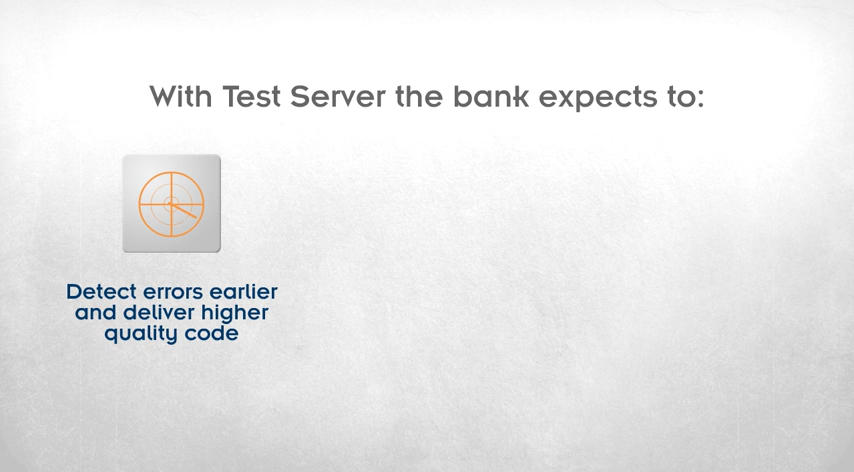 With Test Server the bank expects to:
Detect errors earlier
and deliver higher
quality code